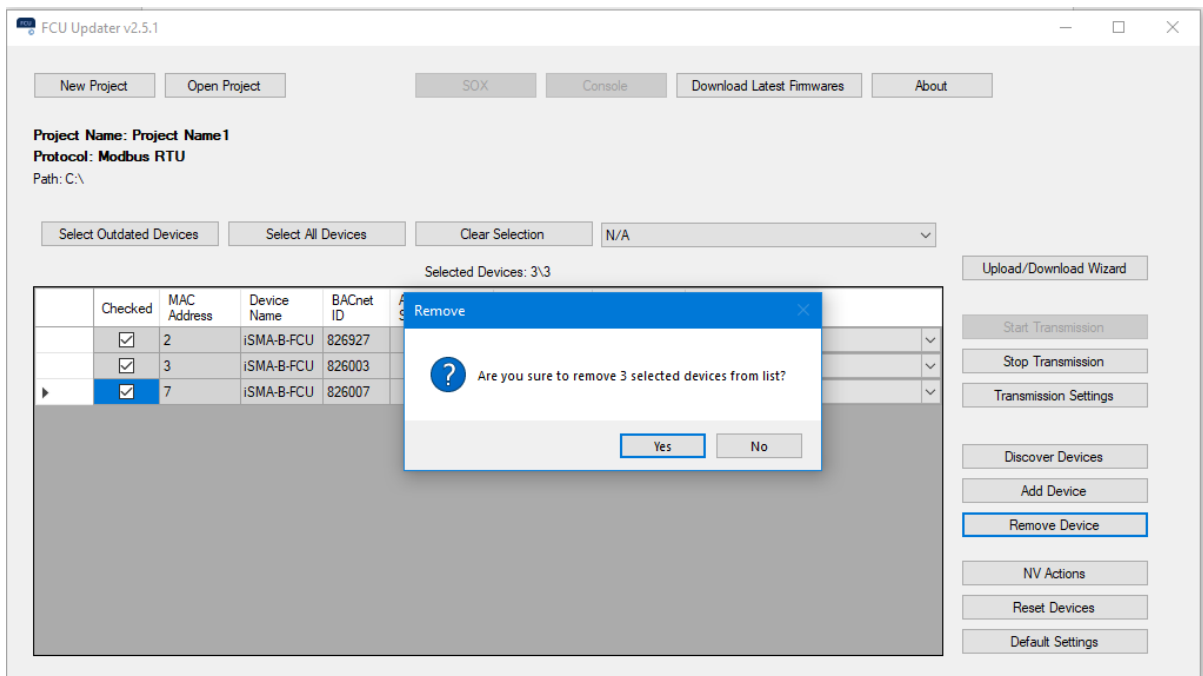 FCU Updater v2.5.1
New Project Open Project SOX Console Download Latest Firmwares About
Project Name: Project Name1
Protocol: Modbus RTU
Path: C:\
Select Outdated Devices Select All Devices Clear Selection N/A
Selected Devices: 3\3
Upload/Download Wizard
Checked MAC Address Device Name BACnet ID
2 iSMA-B-FCU 826927
3 iSMA-B-FCU 826003
7 iSMA-B-FCU 826007
Remove
Are you sure to remove 3 selected devices from list?
Yes No
Start Transmission
Stop Transmission
Transmission Settings
Discover Devices
Add Device
Remove Device
NV Actions
Reset Devices
Default Settings